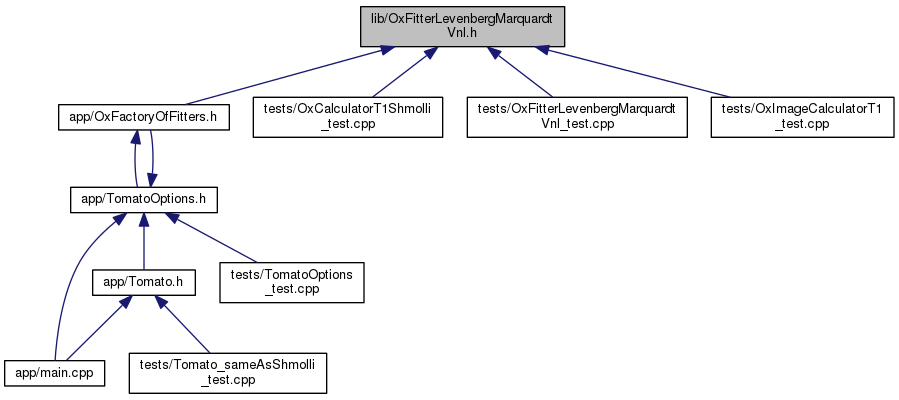 lib/OxFitterLevenbergMarquardt
Vnl.h
app/OxFactoryOfFitters.h
tests/OxCalculatorT1Shmolli
_test.cpp
tests/OxFitterLevenbergMarquardt
Vnl_test.cpp
tests/OxImageCalculatorT1
_test.cpp
app/TomatoOptions.h
app/Tomato.h
tests/TomatoOptions
_test.cpp
app/main.cpp
tests/Tomato_sameAsShmolli
_test.cpp